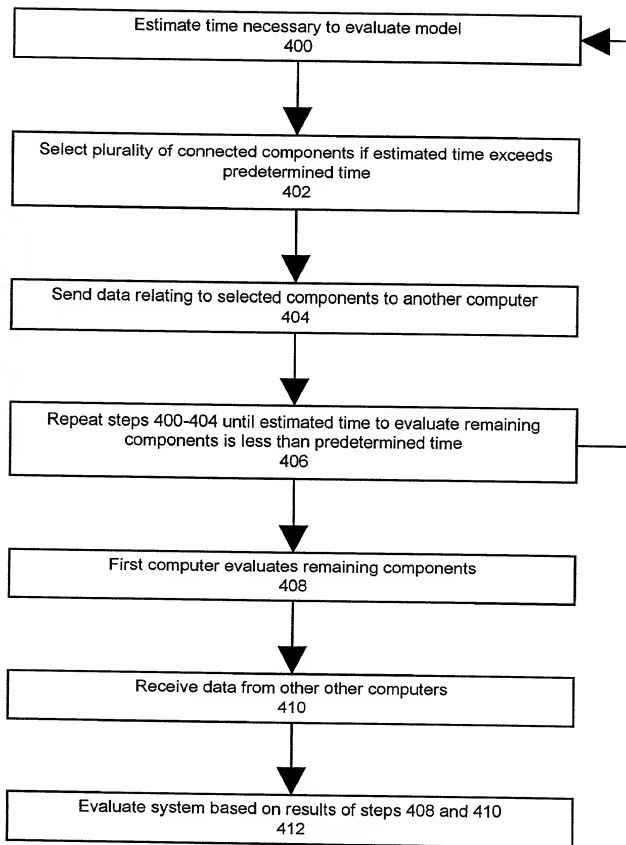 Estimate time necessary to evaluate model
400
Select plurality of connected components if estimated time exceeds
predetermined time
402
Send data relating to selected components to another computer
404
Repeat steps 400-404 until estimated time to evaluate remaining
components is less than predetermined time
406
First computer evaluates remaining components
408
Receive data from other other computers
410
Evaluate system based on results of steps 408 and 410
412